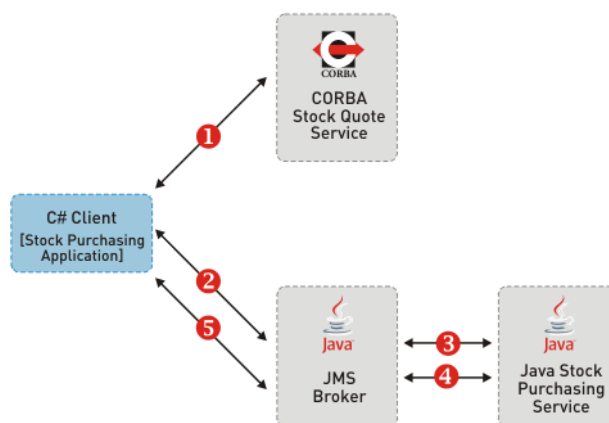 CORBA
CORBA
Stock Quote
Service
1
C# Client
[Stock Purchasing
Application]
2
5
Java
JMS
Broker
3
4
Java
Java Stock
Purchasing
Service